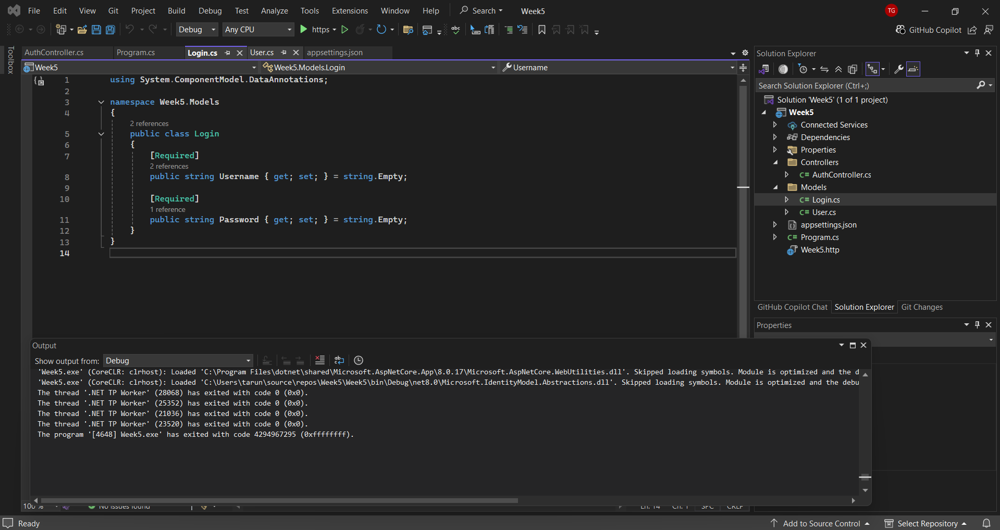 File Edit View Git Project Build Debug Test Analyze Tools Extensions Window Help Search Week5 TG
Debug Any CPU https abc GitHub Copilot
Toolbox
AuthController.cs Program.cs Login.cs User.cs appsettings.json
Week5 Week5.Models.Login Username
1 using System.ComponentModel.DataAnnotations;
2
3 namespace Week5.Models
4 {
2 references
5 public class Login
6 {
7 [Required]
2 references
8 public string Username { get; set; } = string.Empty;
9
10 [Required]
1 reference
11 public string Password { get; set; } = string.Empty;
12 }
13 }
14
Solution Explorer
Search Solution Explorer (Ctrl+;)
Solution 'Week5' (1 of 1 project)
Week5
Connected Services
Dependencies
Properties
Controllers
C# AuthController.cs
Models
C# Login.cs
C# User.cs
appsettings.json
C# Program.cs
Week5.http
GitHub Copilot Chat Solution Explorer Git Changes
Properties
Output
Show output from: Debug
'Week5.exe' (CoreCLR: clrhost): Loaded 'C:\Program Files\dotnet\shared\Microsoft.AspNetCore.App\8.0.17\Microsoft.AspNetCore.WebUtilities.dll'. Skipped loading symbols. Module is optimized and the d
'Week5.exe' (CoreCLR: clrhost): Loaded 'C:\Users\tarun\source\repos\Week5\Week5\bin\Debug\net8.0\Microsoft.IdentityModel.Abstractions.dll'. Skipped loading symbols. Module is optimized and the debu
The thread '.NET TP Worker' (28068) has exited with code 0 (0x0).
The thread '.NET TP Worker' (25352) has exited with code 0 (0x0).
The thread '.NET TP Worker' (21036) has exited with code 0 (0x0).
The thread '.NET TP Worker' (23520) has exited with code 0 (0x0).
The program '[4648] Week5.exe' has exited with code 4294967295 (0xffffffff).
100 % No issues found Ln: 14 Ch: 1 SPC CRLF
Ready Add to Source Control Select Repository